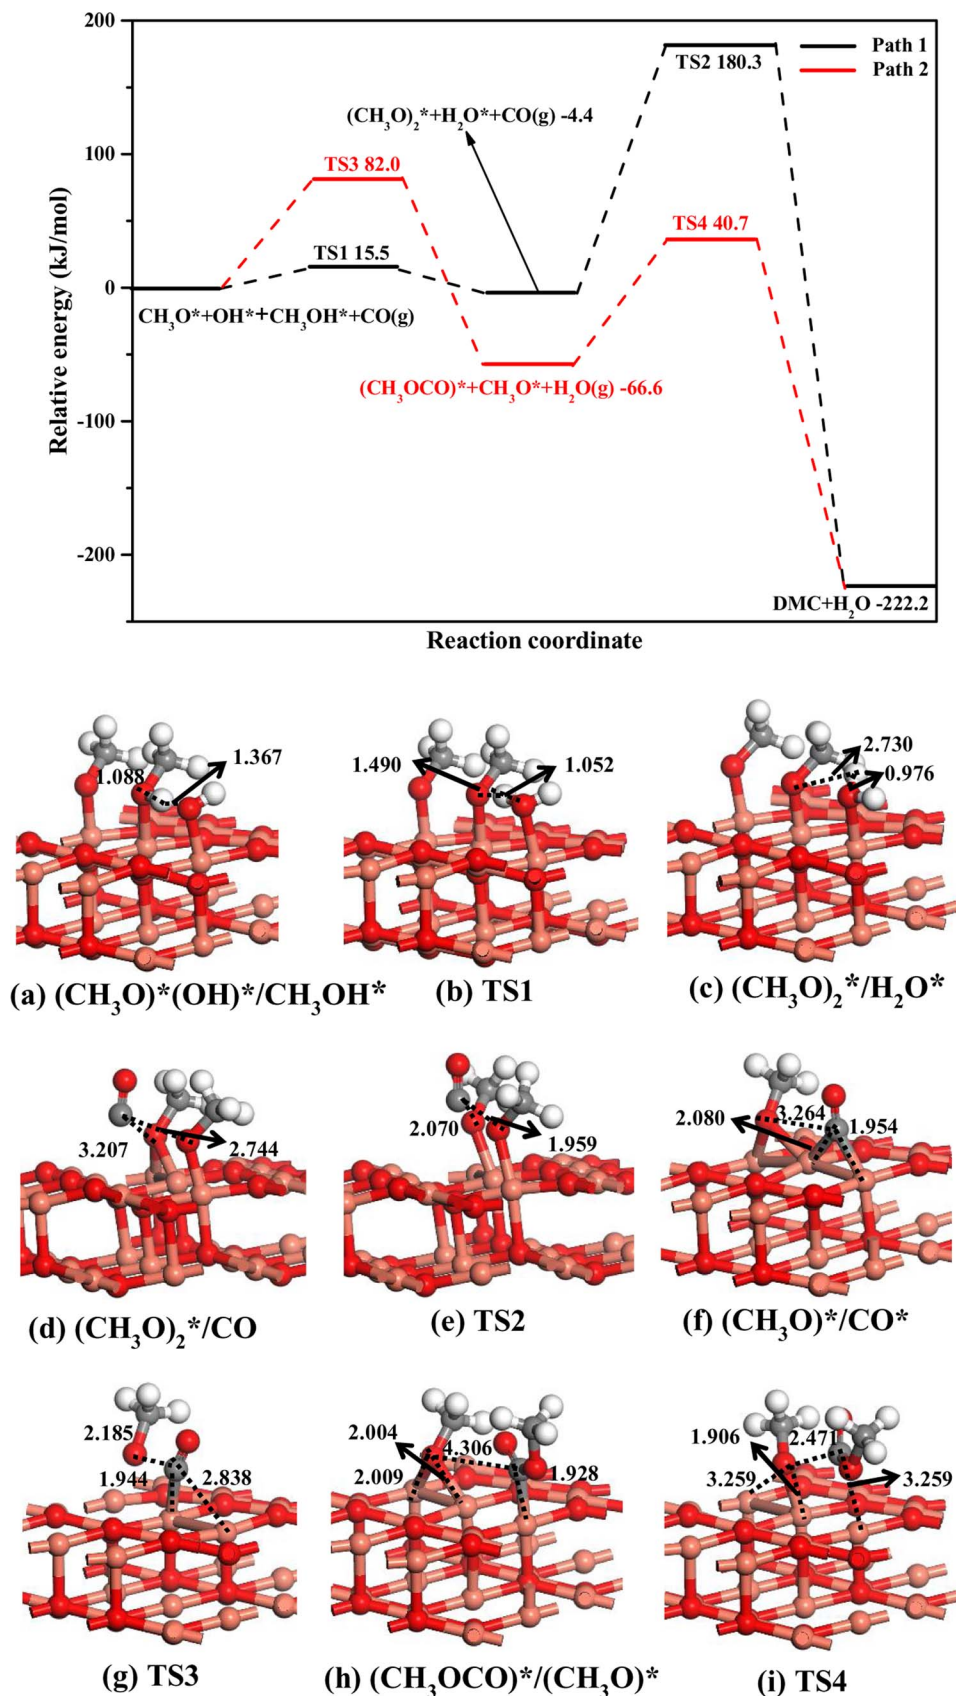 200
Path 1
Path 2
TS2 180.3
(CH₃O)₂*+H₂O*+CO(g) -4.4
100
TS3 82.0
TS4 40.7
TS1 15.5
0
CH₃O*+OH*+CH₃OH*+CO(g)
(CH₃OCO)*+CH₃O*+H₂O(g) -66.6
-100
-200
DMC+H₂O -222.2
Relative energy (kJ/mol)
Reaction coordinate
1.088
1.367
1.490
1.052
2.730
0.976
(a) (CH₃O)*(OH)*/CH₃OH*
(b) TS1
(c) (CH₃O)₂*/H₂O*
3.207
2.744
2.070
1.959
2.080
3.264
1.954
(d) (CH₃O)₂*/CO
(e) TS2
(f) (CH₃O)*/CO*
2.185
1.944
2.838
2.004
4.306
2.009
1.928
1.906
2.471
3.259
3.259
(g) TS3
(h) (CH₃OCO)*/(CH₃O)*
(i) TS4